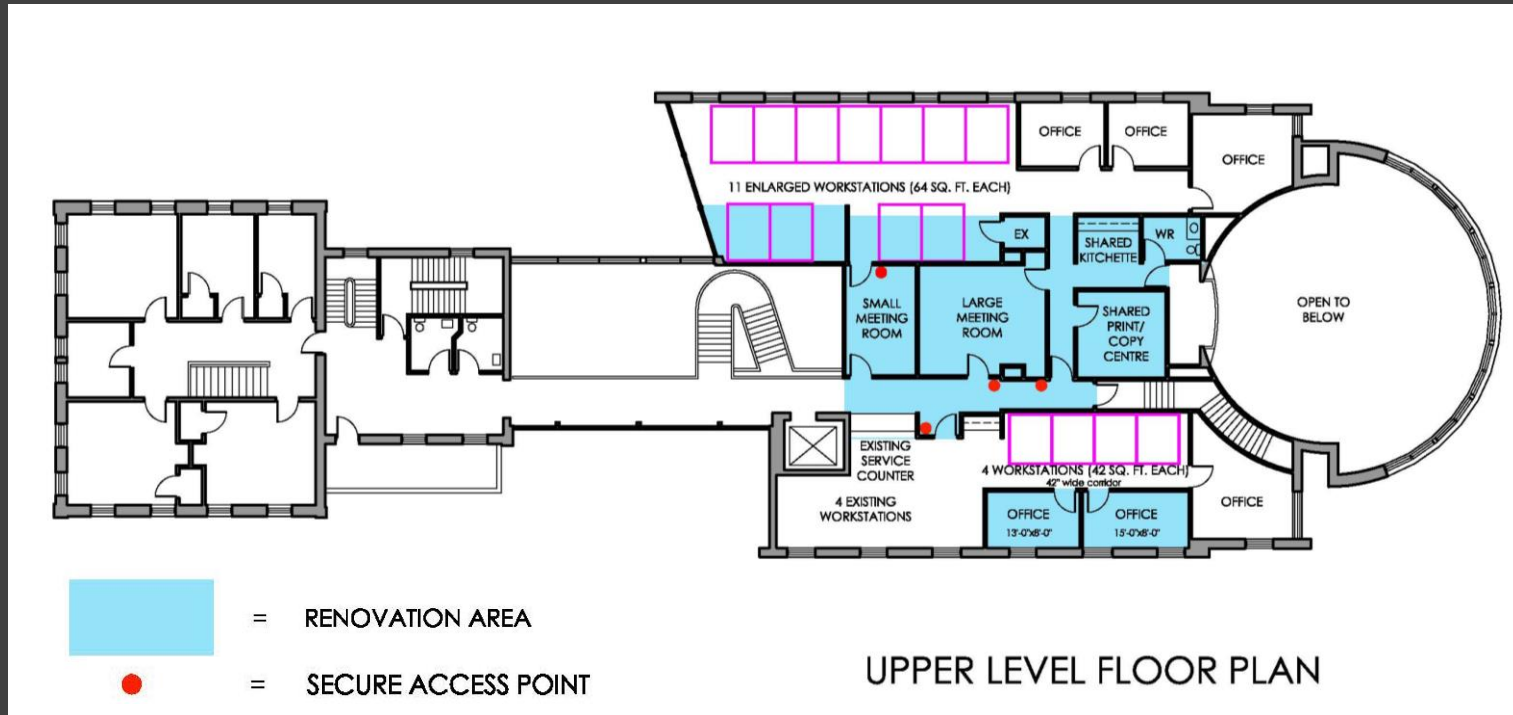 OFFICE
OFFICE
OFFICE
11 ENLARGED WORKSTATIONS (64 SQ. FT. EACH)
EX
SHARED
KITCHETTE
WR
SMALL
MEETING
ROOM
LARGE
MEETING
ROOM
SHARED
PRINT/
COPY
CENTRE
OPEN TO
BELOW
EXISTING
SERVICE
COUNTER
4 WORKSTATIONS (42 SQ. FT. EACH)
42" wide corridor
4 EXISTING
WORKSTATIONS
OFFICE
13'-0"x8'-0"
OFFICE
15'-0"x8'-0"
OFFICE
= RENOVATION AREA
= SECURE ACCESS POINT
UPPER LEVEL FLOOR PLAN